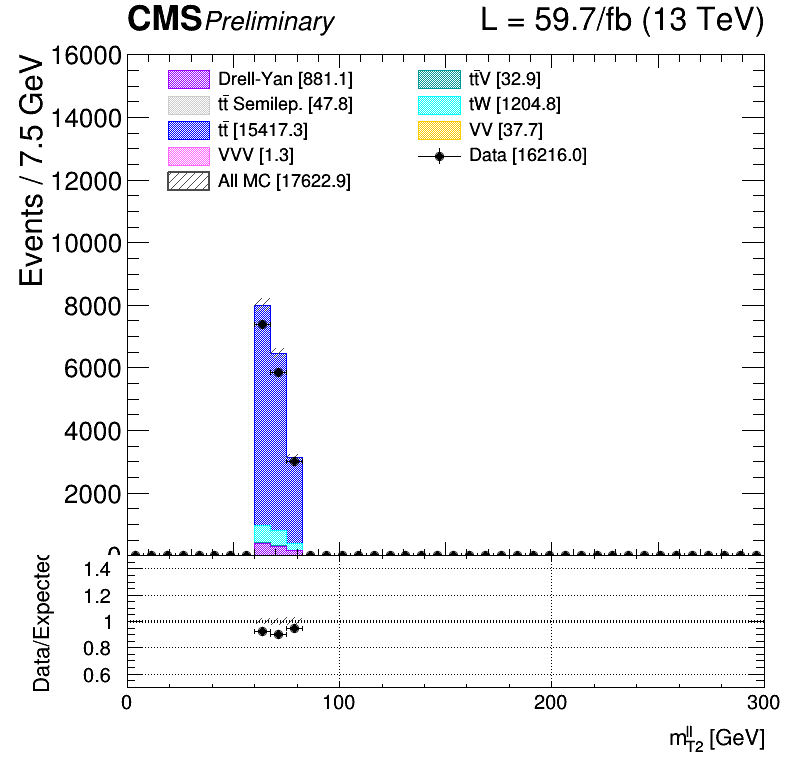 CMS Preliminary L = 59.7/fb (13 TeV)
Events / 7.5 GeV
16000
14000
12000
10000
8000
6000
4000
2000
0
Drell-Yan [881.1]
tt̄ Semilep. [47.8]
tt̄ [15417.3]
VVV [1.3]
All MC [17622.9]
tt̄V [32.9]
tW [1204.8]
VV [37.7]
Data [16216.0]
Data/Expected
1.4
1.2
1
0.8
0.6
0 100 200 300
m_T2^ll [GeV]